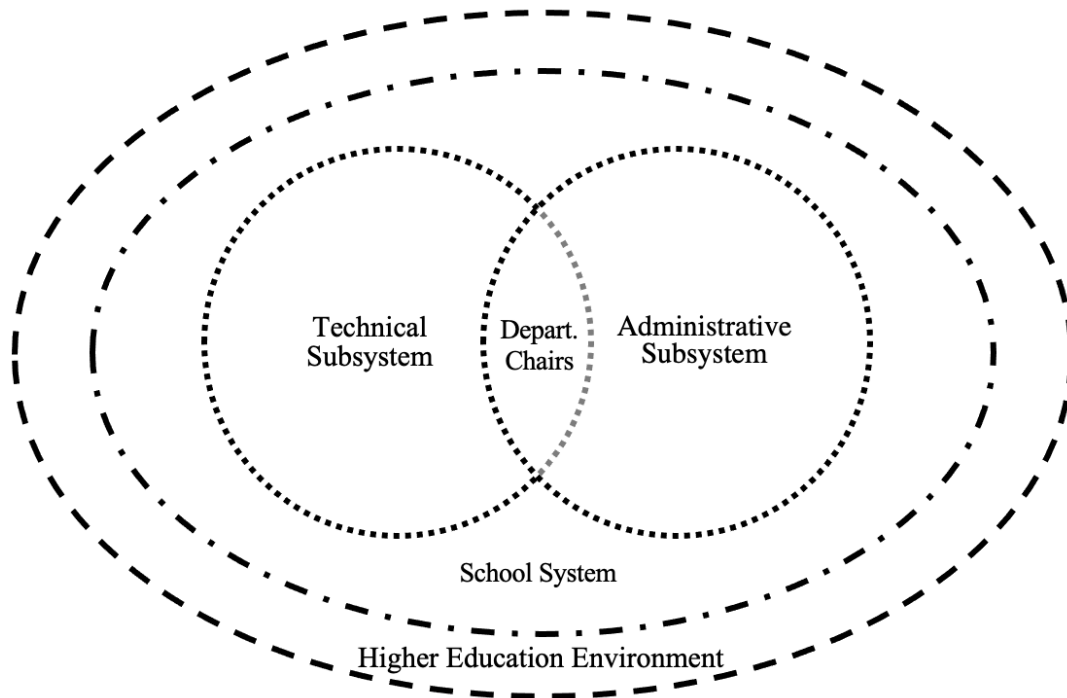 Technical
Subsystem
Depart.
Chairs
Administrative
Subsystem
School System
Higher Education Environment